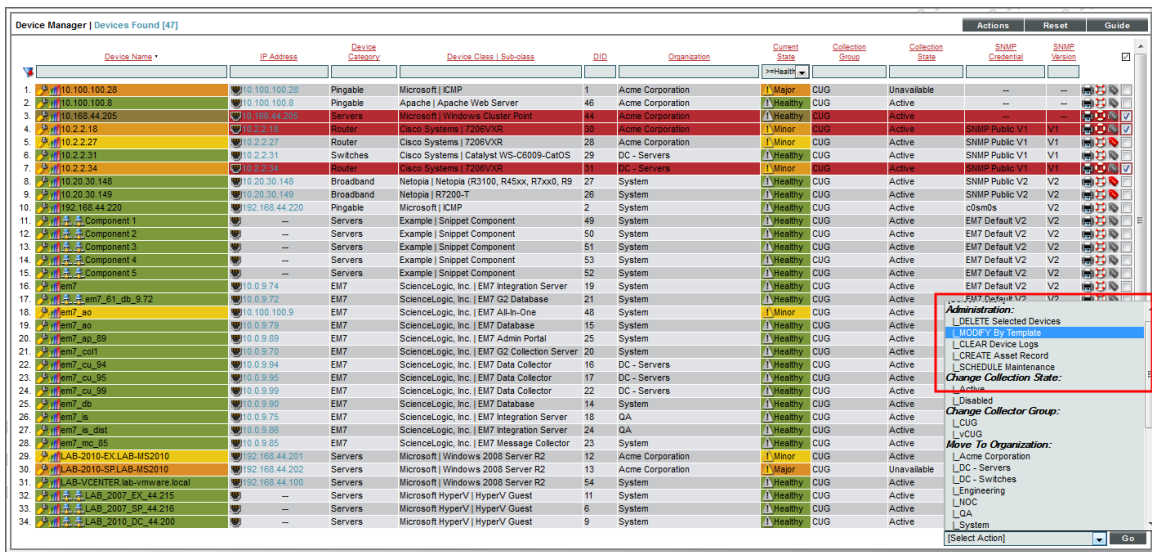 Device Manager | Devices Found [47] Actions Reset Guide
Device Name IP Address Device Category Device Class | Sub-class DID Organization Current State Collection Group Collection State SNMP Credential SNMP Version
>=Health
1. 10.100.100.28 10.100.100.28 Pingable Microsoft | ICMP 1 Acme Corporation Major CUG Unavailable -- --
2. 10.100.100.8 10.100.100.8 Pingable Apache | Apache Web Server 46 Acme Corporation Healthy CUG Active -- --
3. 10.168.44.205 10.168.44.205 Servers Microsoft | Windows Cluster Point 44 Acme Corporation Healthy CUG Active -- --
4. 10.2.2.18 10.2.2.18 Router Cisco Systems | 7206VXR 30 Acme Corporation Minor CUG Active SNMP Public V1 V1
5. 10.2.2.27 10.2.2.27 Router Cisco Systems | 7206VXR 28 Acme Corporation Minor CUG Active SNMP Public V1 V1
6. 10.2.2.31 10.2.2.31 Switches Cisco Systems | Catalyst WS-C6009-CatOS 29 DC - Servers Healthy CUG Active SNMP Public V1 V1
7. 10.2.2.34 10.2.2.34 Router Cisco Systems | 7206VXR 31 DC - Servers Minor CUG Active SNMP Public V1 V1
8. 10.20.30.148 10.20.30.148 Broadband Netopia | Netopia (R3100, R45xx, R7xx0, R9 27 System Healthy CUG Active SNMP Public V2 V2
9. 10.20.30.149 10.20.30.149 Broadband Netopia | R7200-T 26 System Healthy CUG Active SNMP Public V2 V2
10. 192.168.44.220 192.168.44.220 Pingable Microsoft | ICMP 2 System Healthy CUG Active c0sm0s V2
11. Component 1 -- Servers Example | Snippet Component 49 System Healthy CUG Active EM7 Default V2 V2
12. Component 2 -- Servers Example | Snippet Component 50 System Healthy CUG Active EM7 Default V2 V2
13. Component 3 -- Servers Example | Snippet Component 51 System Healthy CUG Active EM7 Default V2 V2
14. Component 4 -- Servers Example | Snippet Component 53 System Healthy CUG Active EM7 Default V2 V2
15. Component 5 -- Servers Example | Snippet Component 52 System Healthy CUG Active EM7 Default V2 V2
16. em7 10.0.9.74 EM7 ScienceLogic, Inc. | EM7 Integration Server 19 System Healthy CUG Active EM7 Default V2 V2
17. em7_61_db_9.72 10.0.9.72 EM7 ScienceLogic, Inc. | EM7 G2 Database 21 System Healthy CUG Active EM7 Default V2 V2
18. em7_ao 10.100.100.9 EM7 ScienceLogic, Inc. | EM7 All-In-One 48 System Minor CUG Active
19. em7_ao 10.0.9.79 EM7 ScienceLogic, Inc. | EM7 Database 15 System Healthy CUG Active
20. em7_ap_89 10.0.9.89 EM7 ScienceLogic, Inc. | EM7 Admin Portal 25 System Healthy CUG Active
21. em7_col1 10.0.9.70 EM7 ScienceLogic, Inc. | EM7 G2 Collection Server 20 System Healthy CUG Active
22. em7_cu_94 10.0.9.94 EM7 ScienceLogic, Inc. | EM7 Data Collector 16 DC - Servers Healthy CUG Active
23. em7_cu_95 10.0.9.95 EM7 ScienceLogic, Inc. | EM7 Data Collector 17 DC - Servers Healthy CUG Active
24. em7_cu_99 10.0.9.99 EM7 ScienceLogic, Inc. | EM7 Data Collector 22 DC - Servers Healthy CUG Active
25. em7_db 10.0.9.90 EM7 ScienceLogic, Inc. | EM7 Database 14 System Healthy CUG Active
26. em7_is 10.0.9.75 EM7 ScienceLogic, Inc. | EM7 Integration Server 18 QA Healthy CUG Active
27. em7_is_dist 10.0.9.86 EM7 ScienceLogic, Inc. | EM7 Integration Server 24 QA Healthy CUG Active
28. em7_mc_85 10.0.9.85 EM7 ScienceLogic, Inc. | EM7 Message Collector 23 System Healthy CUG Active
29. LAB-2010-EX.LAB-MS2010 192.168.44.201 Servers Microsoft | Windows 2008 Server R2 12 Acme Corporation Minor CUG Active
30. LAB-2010-SP.LAB-MS2010 192.168.44.202 Servers Microsoft | Windows 2008 Server R2 13 Acme Corporation Major CUG Unavailable
31. LAB-VCENTER.lab-vmware.local 192.168.44.100 Servers Microsoft | Windows 2008 Server R2 54 System Healthy CUG Active
32. LAB_2007_EX_44.215 -- Servers Microsoft HyperV | HyperV Guest 11 System Healthy CUG Active
33. LAB_2007_SP_44.216 -- Servers Microsoft HyperV | HyperV Guest 6 System Healthy CUG Active
34. LAB_2010_DC_44.200 -- Servers Microsoft HyperV | HyperV Guest 9 System Healthy CUG Active
Administration:
|_DELETE Selected Devices
|_MODIFY By Template
|_CLEAR Device Logs
|_CREATE Asset Record
|_SCHEDULE Maintenance
Change Collection State:
|_Active
|_Disabled
Change Collector Group:
|_CUG
|_vCUG
Move To Organization:
|_Acme Corporation
|_DC - Servers
|_DC - Switches
|_Engineering
|_NOC
|_QA
|_System
[Select Action] Go